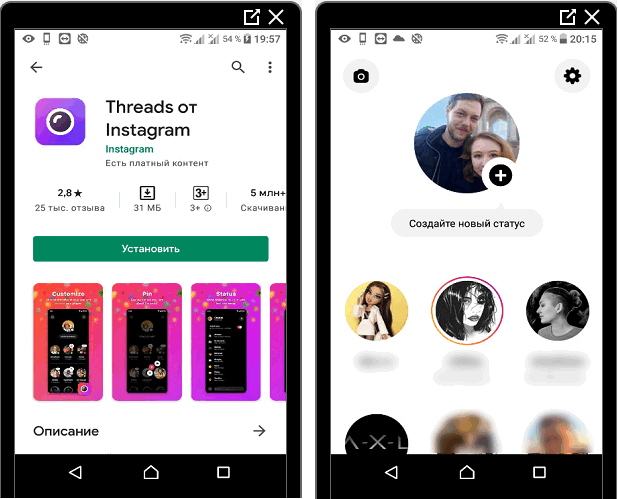 54 % 19:57
Threads от
Instagram
Instagram
Есть платный контент
2,8★
25 тыс. отзыва
31 МБ
3+
3+
5 млн+
Скачиван
Установить
Customize
Pin
Status
Описание
52 % 20:15
Создайте новый статус
A-X-L